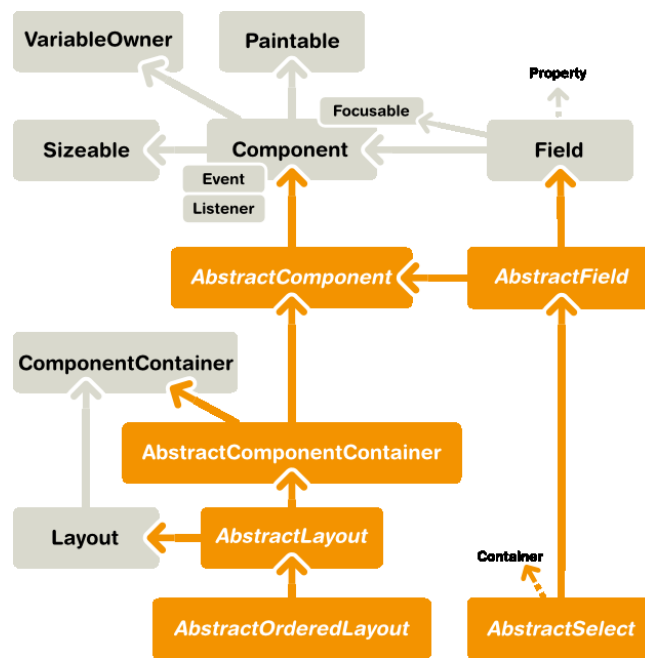 VariableOwner
Paintable
Property
Focusable
Sizeable
Component
Field
Event
Listener
AbstractComponent
AbstractField
ComponentContainer
AbstractComponentContainer
Layout
AbstractLayout
Container
AbstractOrderedLayout
AbstractSelect